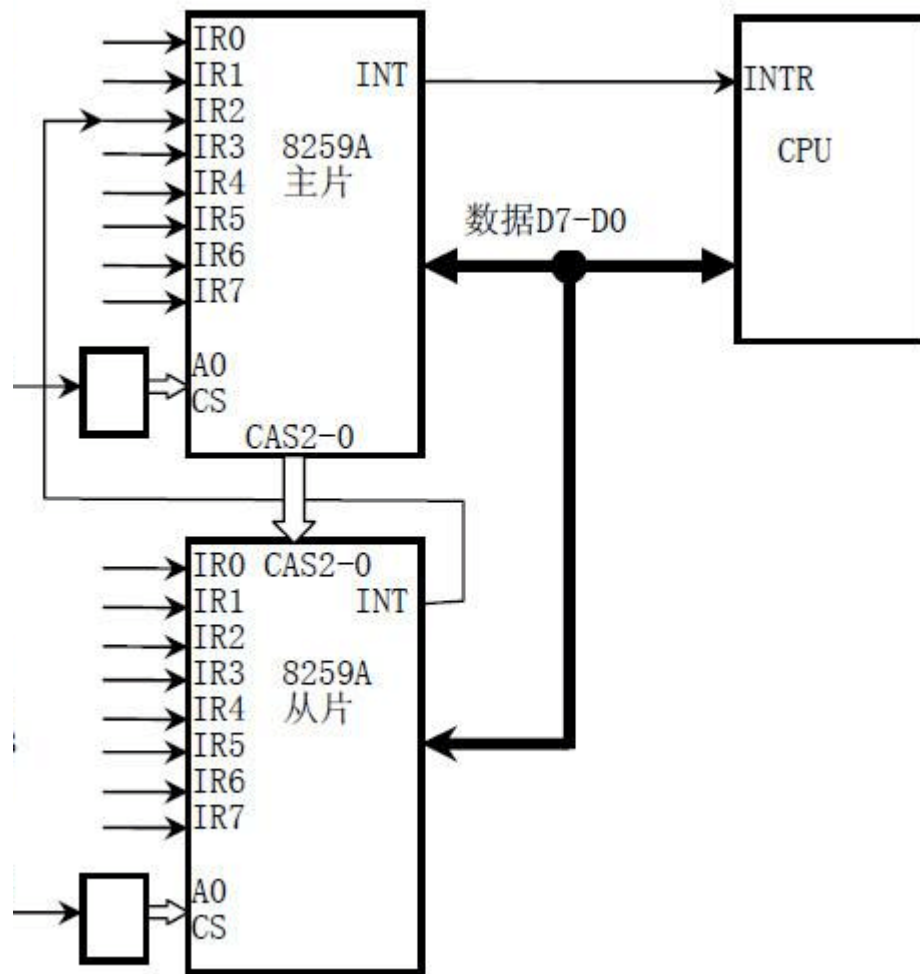 IR0
IR1
INT
INTR
IR2
IR3
8259A
CPU
主片
IR4
IR5
数据D7-D0
IR6
IR7
A0
CS
CAS2-0
IR0
CAS2-0
IR1
INT
IR2
IR3
8259A
从片
IR4
IR5
IR6
IR7
A0
CS